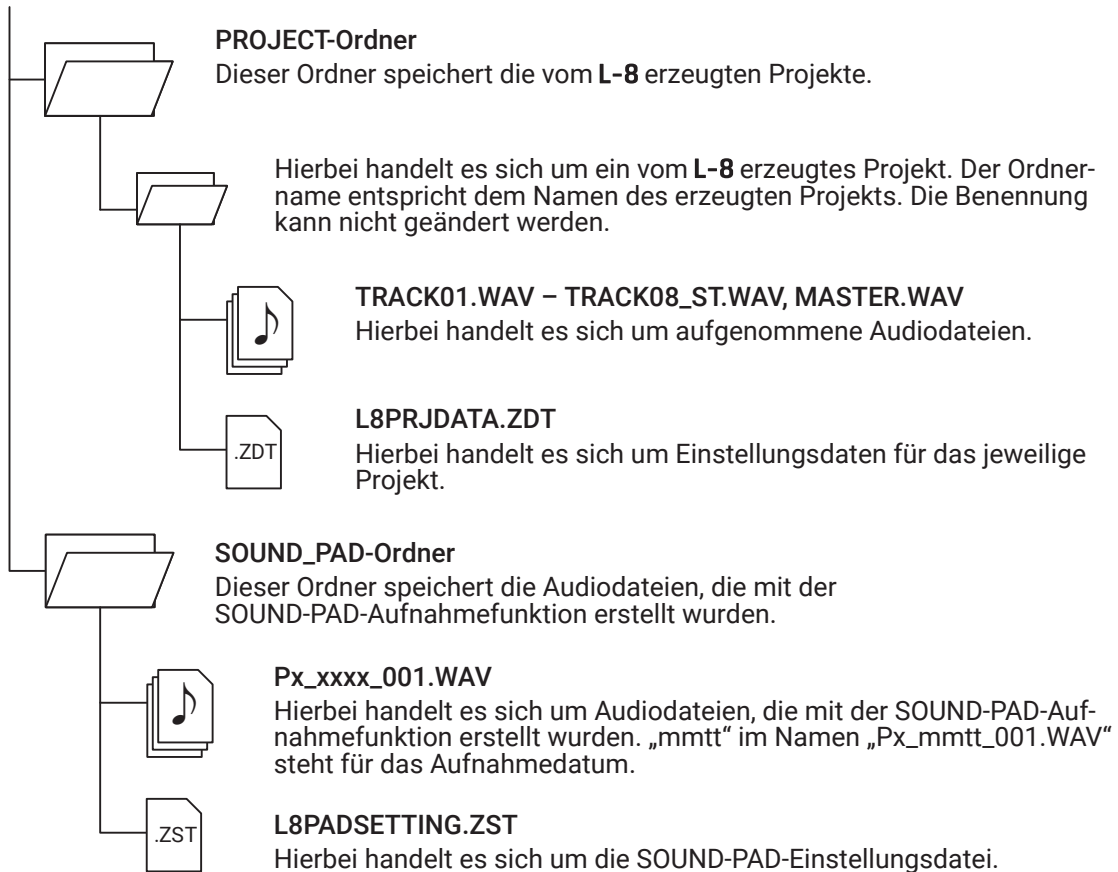 PROJECT-Ordner
Dieser Ordner speichert die vom L-8 erzeugten Projekte.
Hierbei handelt es sich um ein vom L-8 erzeugtes Projekt. Der Ordner-
name entspricht dem Namen des erzeugten Projekts. Die Benennung
kann nicht geändert werden.
TRACK01.WAV – TRACK08_ST.WAV, MASTER.WAV
Hierbei handelt es sich um aufgenommene Audiodateien.
.ZDT
L8PRJDATA.ZDT
Hierbei handelt es sich um Einstellungsdaten für das jeweilige
Projekt.
SOUND_PAD-Ordner
Dieser Ordner speichert die Audiodateien, die mit der
SOUND-PAD-Aufnahmefunktion erstellt wurden.
Px_xxxx_001.WAV
Hierbei handelt es sich um Audiodateien, die mit der SOUND-PAD-Auf-
nahmefunktion erstellt wurden. „mmtt“ im Namen „Px_mmtt_001.WAV“
steht für das Aufnahmedatum.
.ZST
L8PADSETTING.ZST
Hierbei handelt es sich um die SOUND-PAD-Einstellungsdatei.